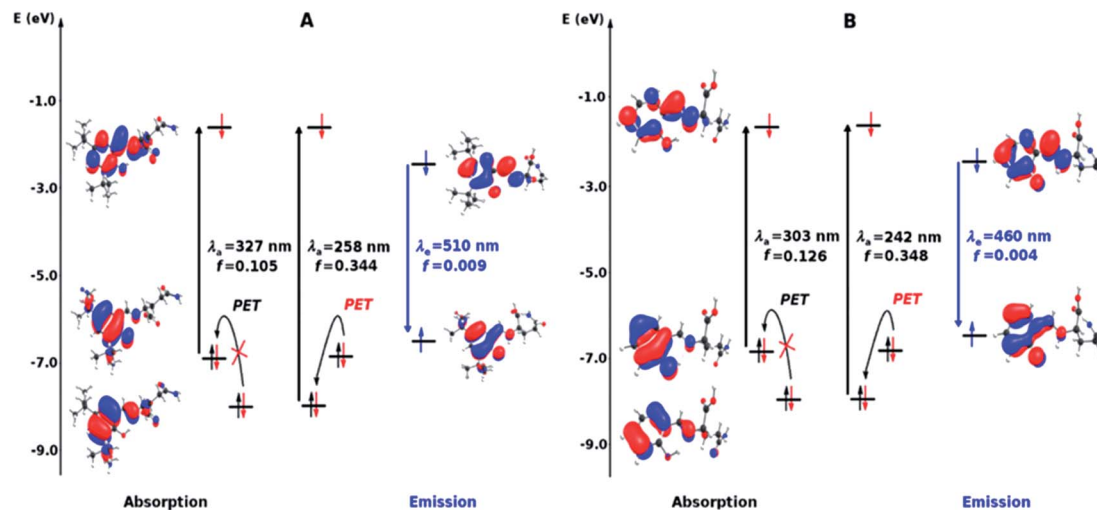 E (eV)
A
-1.0
-3.0
-5.0
-7.0
-9.0
λa=327 nm
f=0.105
λa=258 nm
f=0.344
λe=510 nm
f=0.009
PET
PET
Absorption
Emission
E (eV)
B
-1.0
-3.0
-5.0
-7.0
-9.0
λa=303 nm
f=0.126
λa=242 nm
f=0.348
λe=460 nm
f=0.004
PET
PET
Absorption
Emission